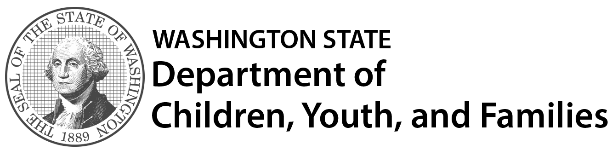 THE SEAL OF THE STATE OF WASHINGTON
1889
WASHINGTON STATE
Department of
Children, Youth, and Families